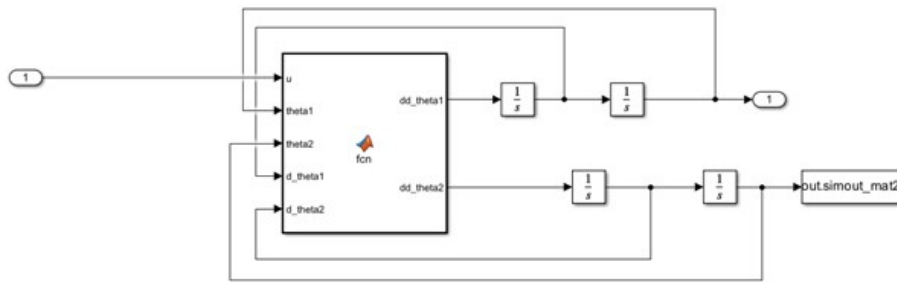 1
u
theta1
theta2
d_theta1
d_theta2
fcn
dd_theta1
dd_theta2
1
s
1
s
1
1
s
1
s
out.simout_mat2